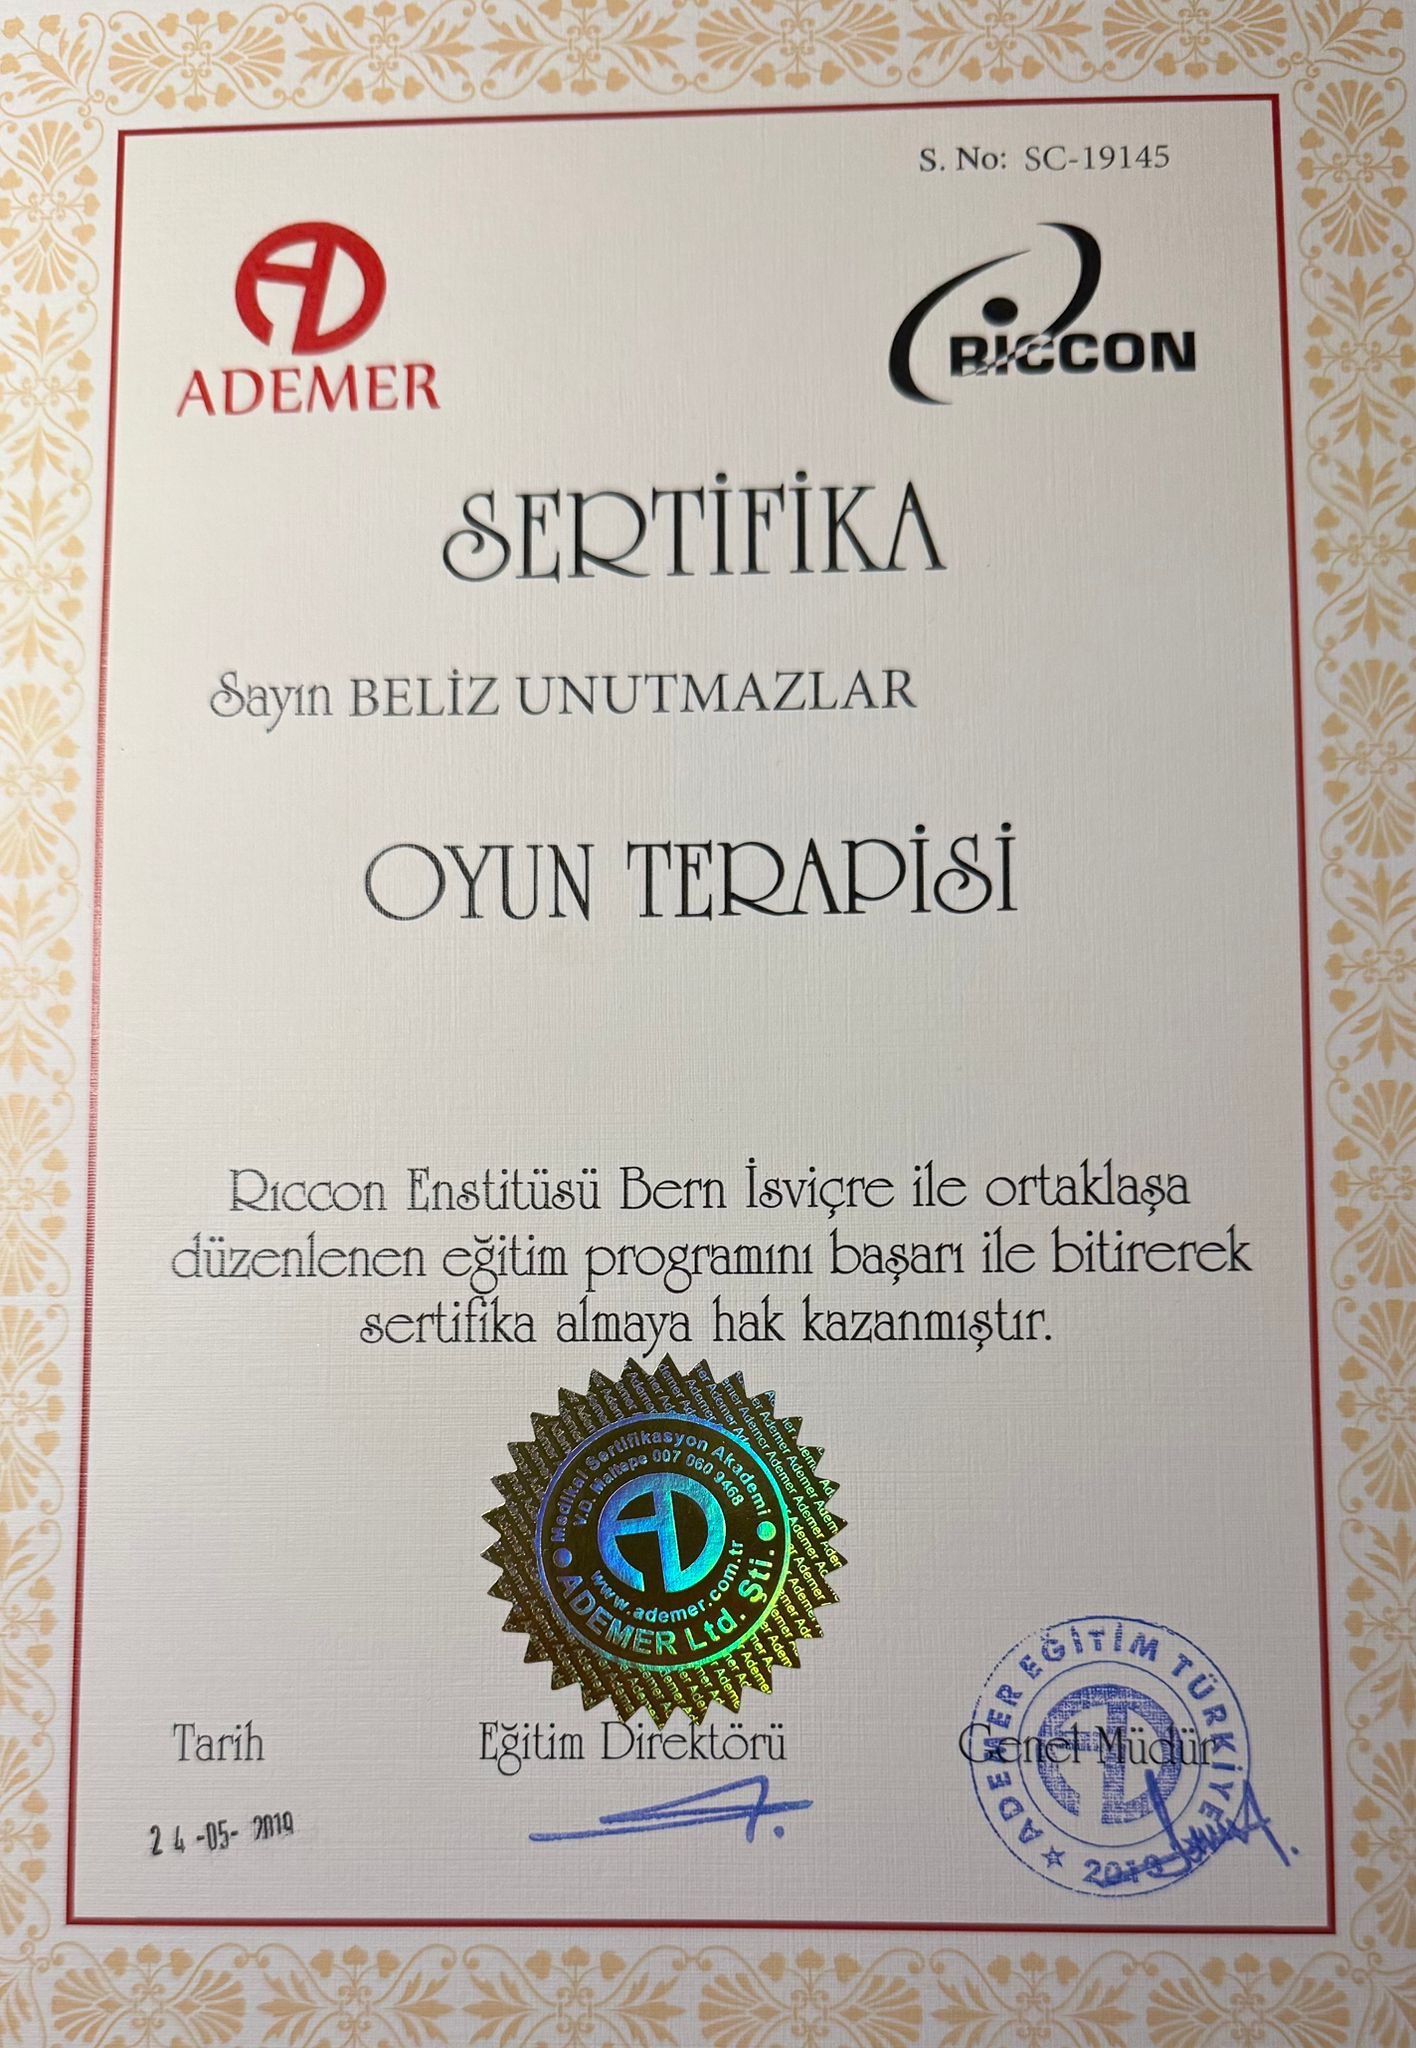 S. No: SC-19145
ADEMER
RICCON
SERTİFİKA
Sayın BELİZ UNUTMAZLAR
OYUN TERAPİSİ
Riccon Enstitüsü Bern İsviçre ile ortaklaşa
düzenlenen eğitim programını başarı ile bitirerek
sertifika almaya hak kazanmıştır.
Medikal Sertifikasyon Akademi
V.D. Maltepe 007 060 9468
www.ademer.com.tr
ADEMER Ltd. Şti.
Tarih
Eğitim Direktörü
Genel Müdür
24-05-2019
ADEMER EĞİTİM TÜRKİYE